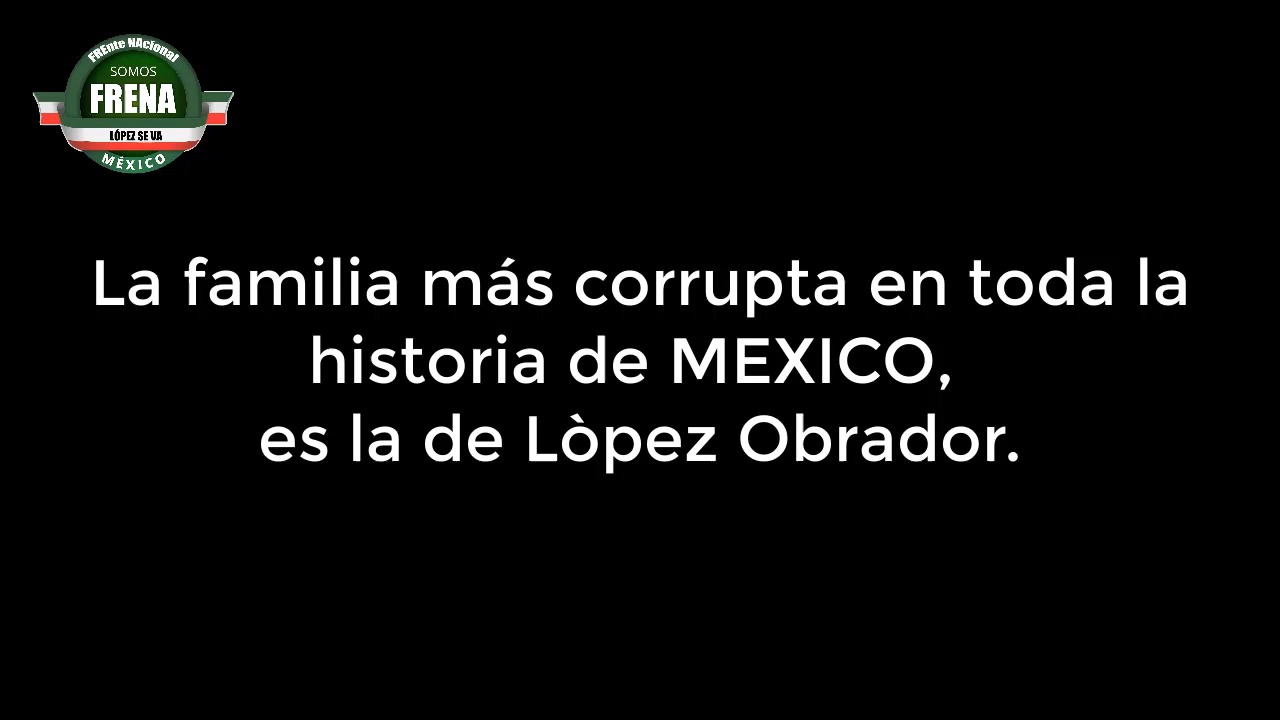 FREnte NAcional
SOMOS
FRENA
LÓPEZ SE VA
MÉXICO
La familia más corrupta en toda la
historia de MEXICO,
es la de Lòpez Obrador.